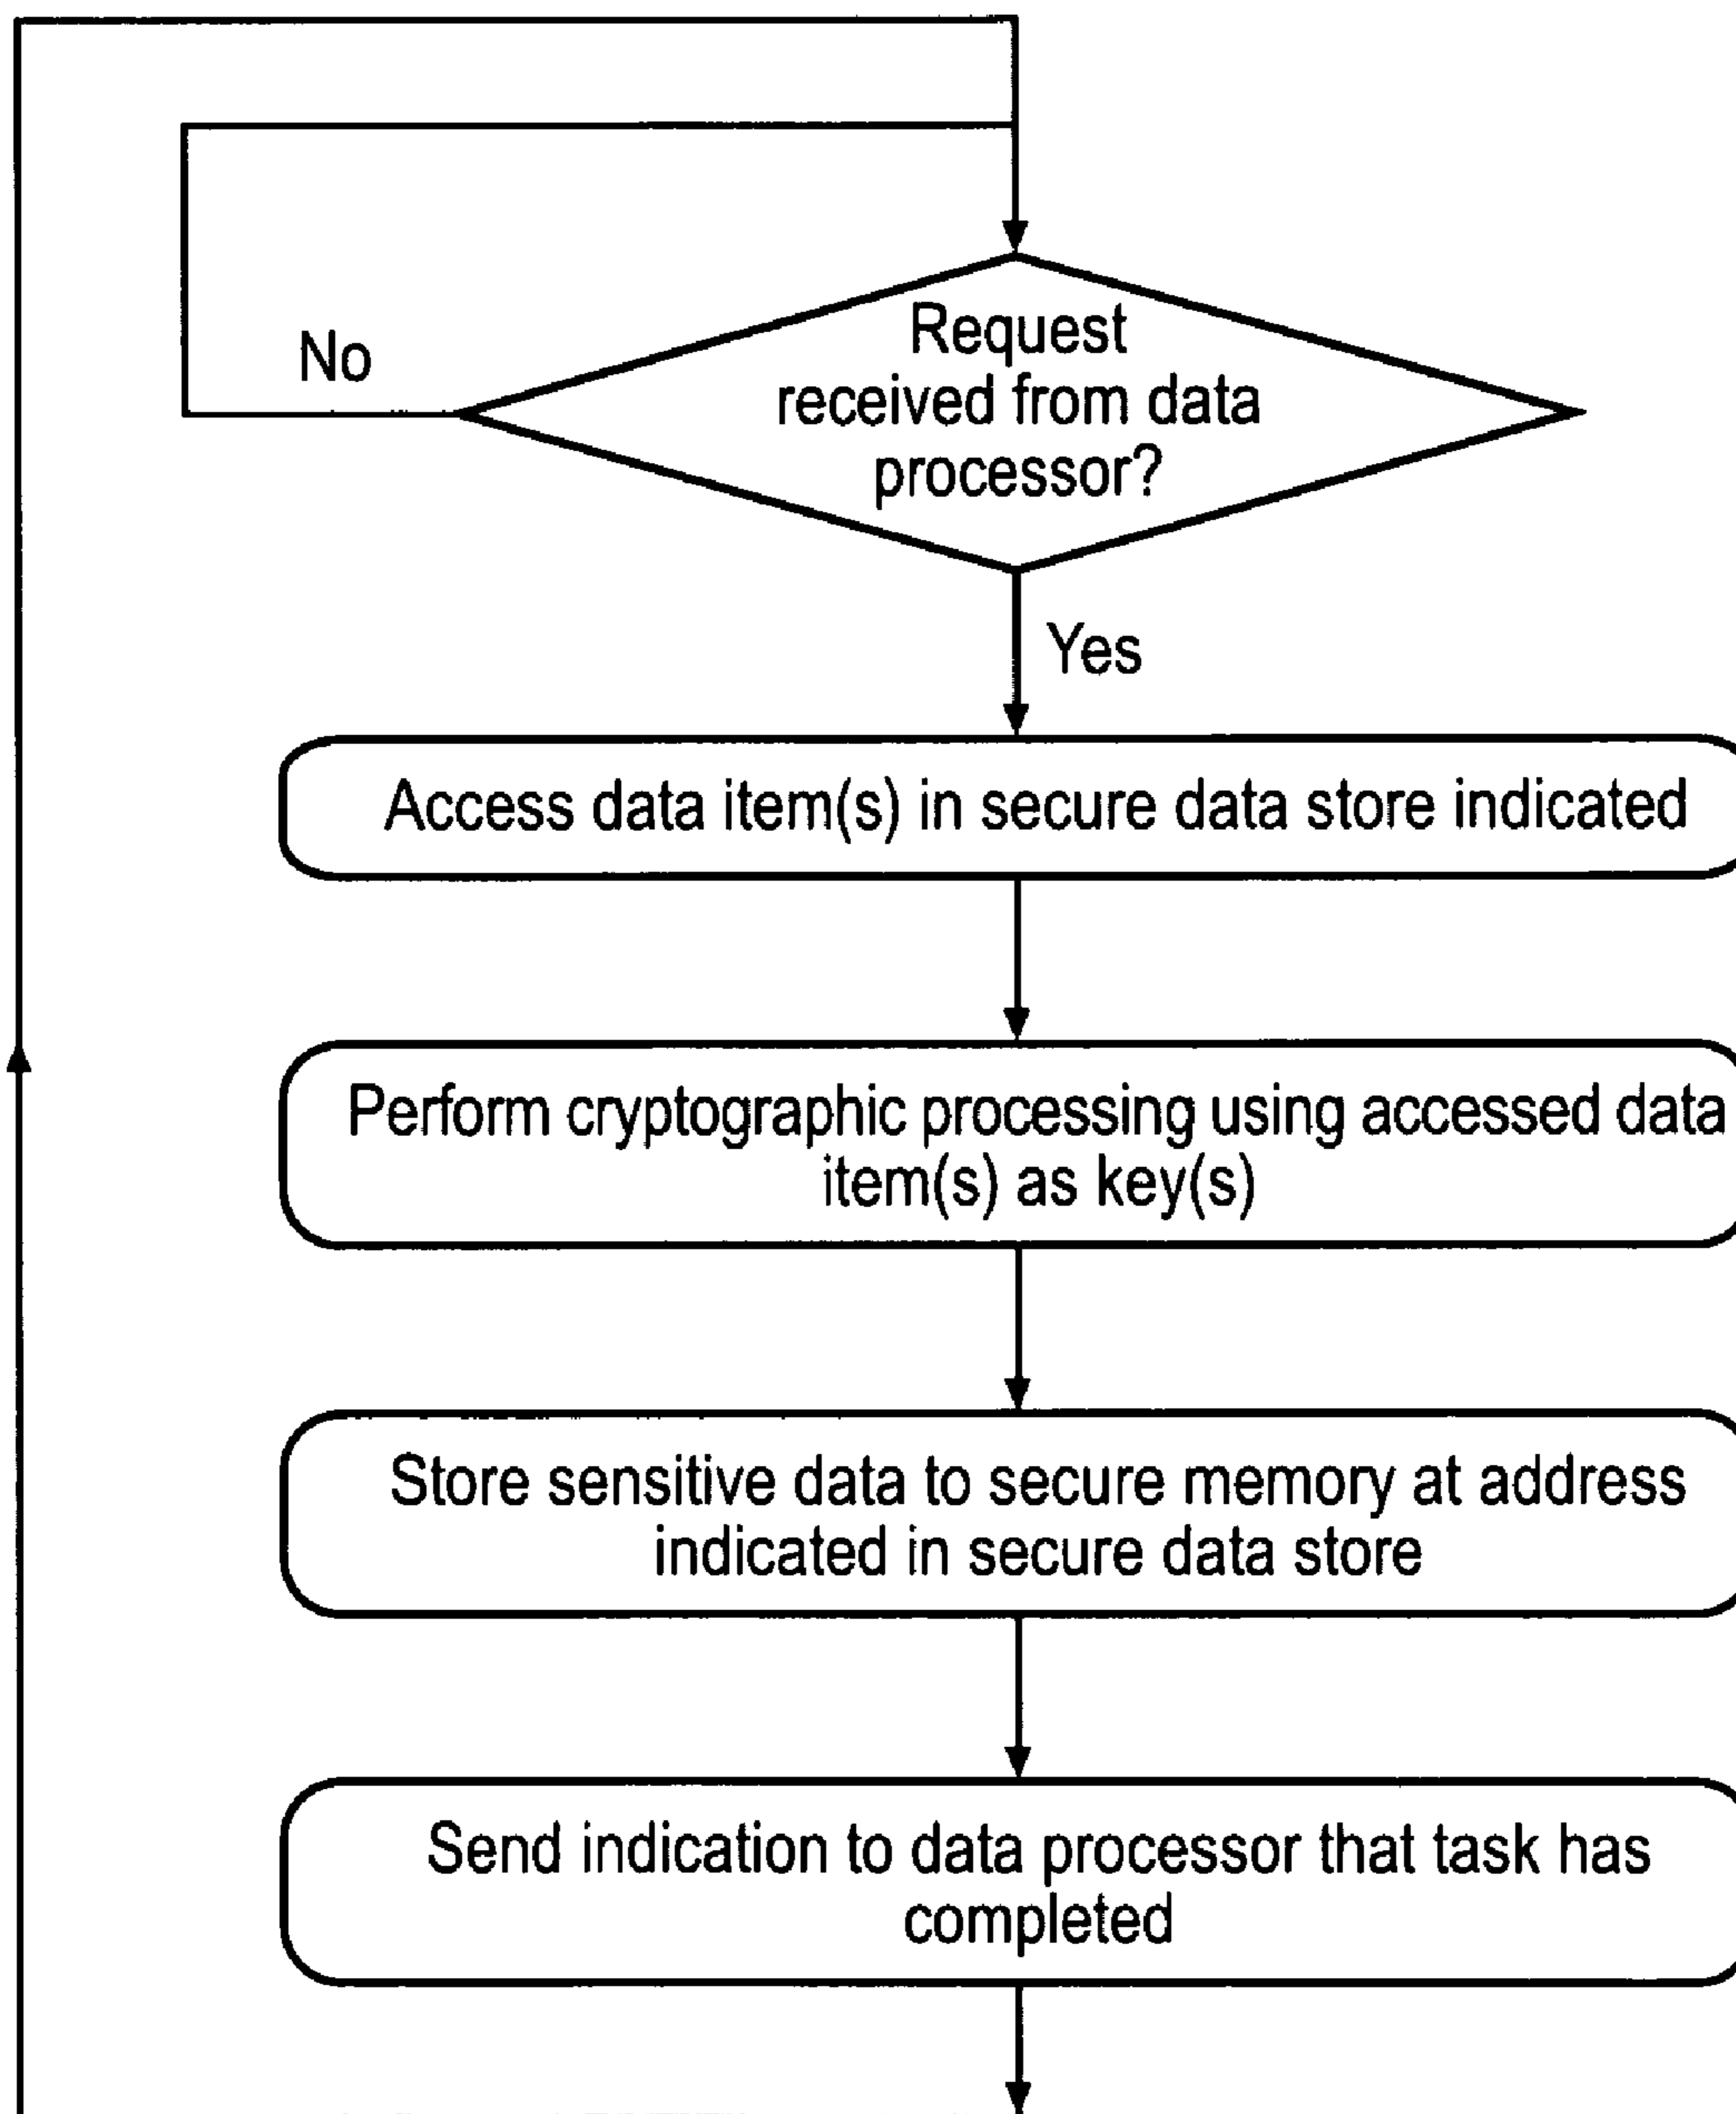 Request
received from data
processor?
No
Yes
Access data item(s) in secure data store indicated
Perform cryptographic processing using accessed data
item(s) as key(s)
Store sensitive data to secure memory at address
indicated in secure data store
Send indication to data processor that task has
completed